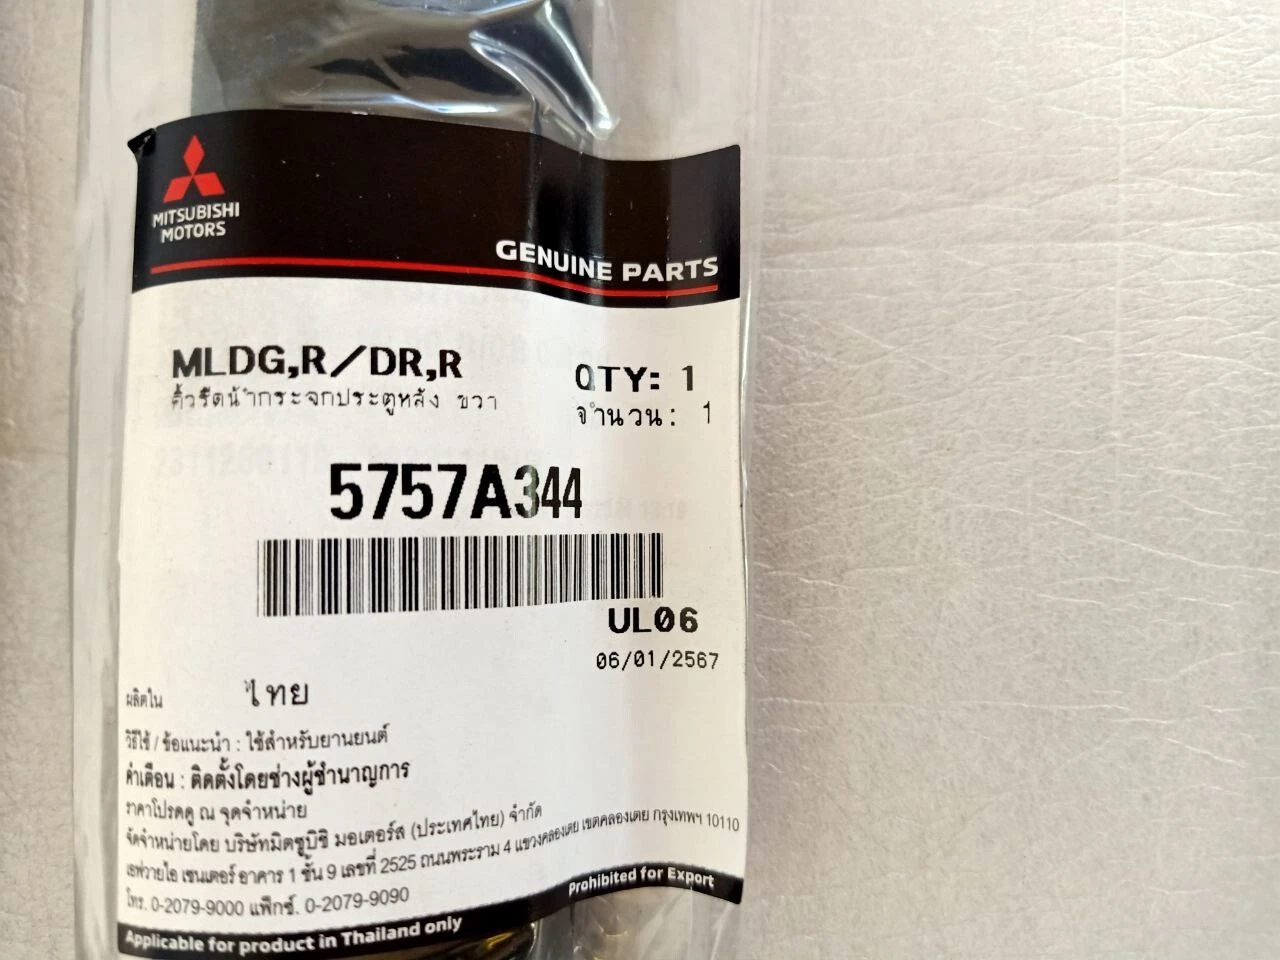 MITSUBISHI
MOTORS
GENUINE PARTS
MLDG,R/DR,R
QTY: 1
คิ้วรีดน้ำกระจกประตูหลัง ขวา
จำนวน: 1
5757A344
UL06
06/01/2567
ผลิตใน ไทย
วิธีใช้ / ข้อแนะนำ : ใช้สำหรับยานยนต์
คำเตือน : ติดตั้งโดยช่างผู้ชำนาญการ
ราคาโปรดดู ณ จุดจำหน่าย
จัดจำหน่ายโดย บริษัทมิตซูบิชิ มอเตอร์ส (ประเทศไทย) จำกัด
เอฟวายไอ เซนเตอร์ อาคาร 1 ชั้น 9 เลขที่ 2525 ถนนพระราม 4 แขวงคลองเตย เขตคลองเตย กรุงเทพฯ 10110
โทร. 0-2079-9000 แฟ็กซ์. 0-2079-9090
Prohibited for Export
Applicable for product in Thailand only